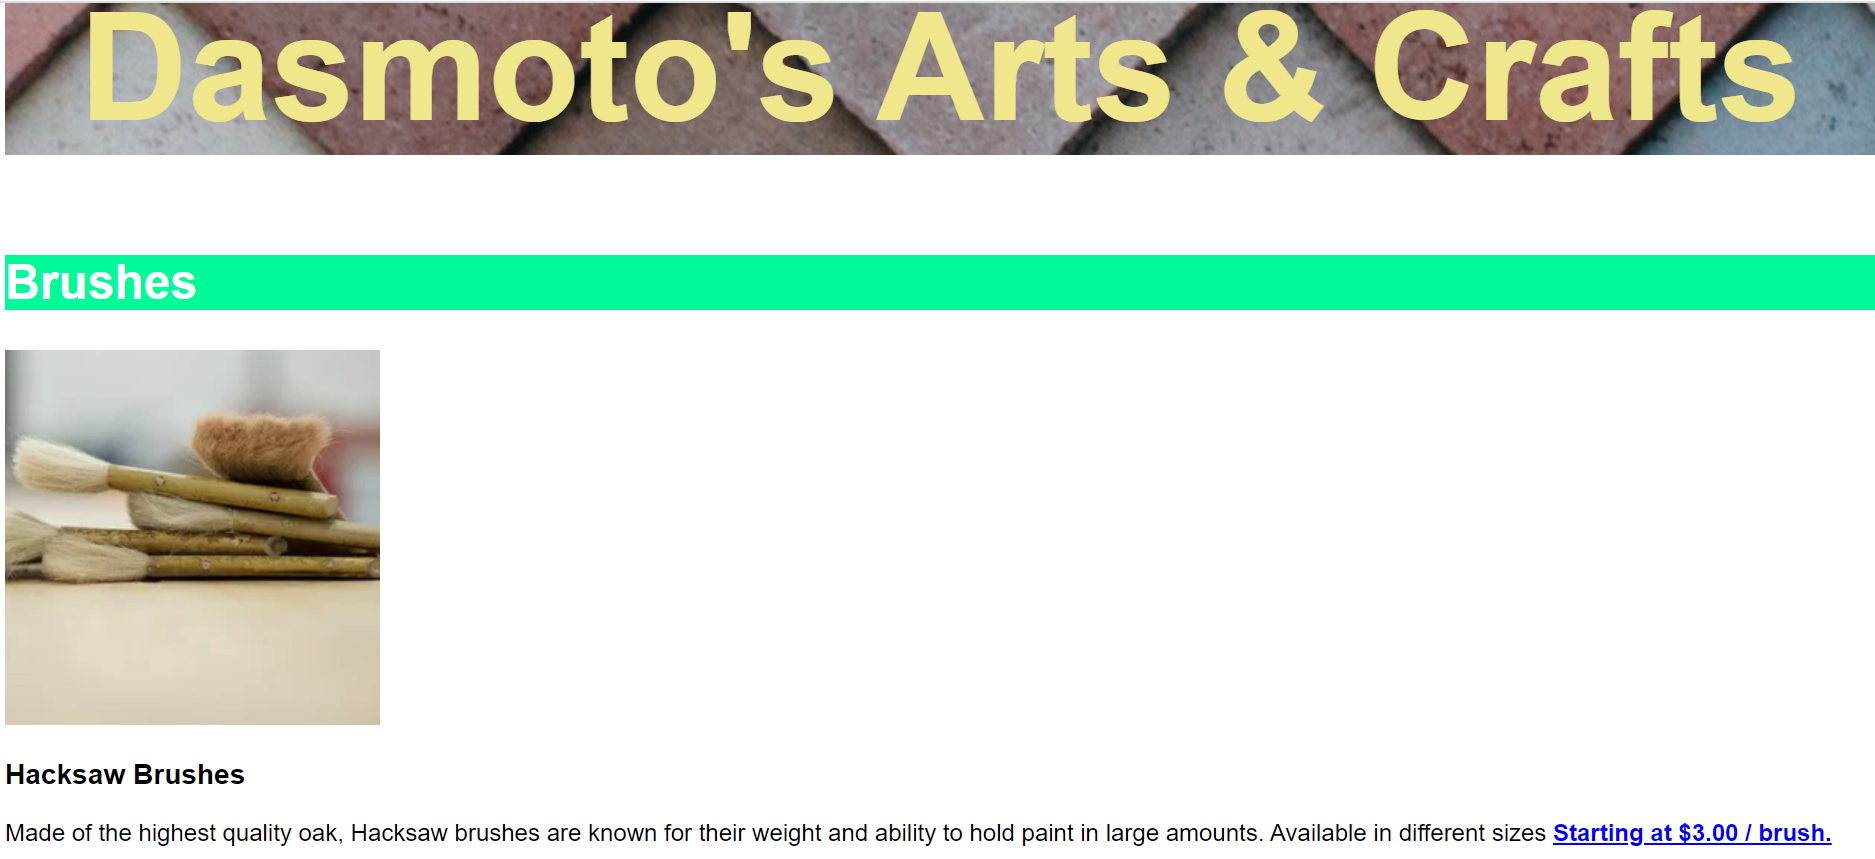 Dasmoto's Arts & Crafts
Brushes
Hacksaw Brushes
Made of the highest quality oak, Hacksaw brushes are known for their weight and ability to hold paint in large amounts. Available in different sizes Starting at $3.00 / brush.